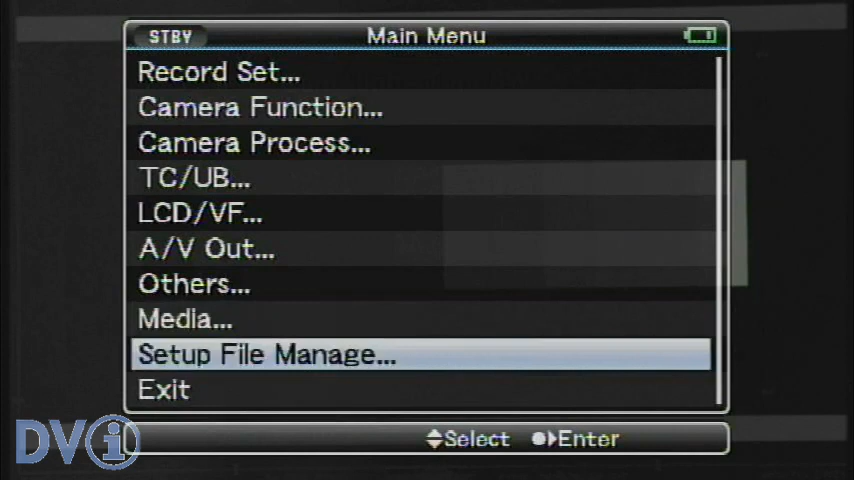 STBY Main Menu
Record Set...
Camera Function...
Camera Process...
TC/UB...
LCD/VF...
A/V Out...
Others...
Media...
Setup File Manage...
Exit
Select Enter
DVi